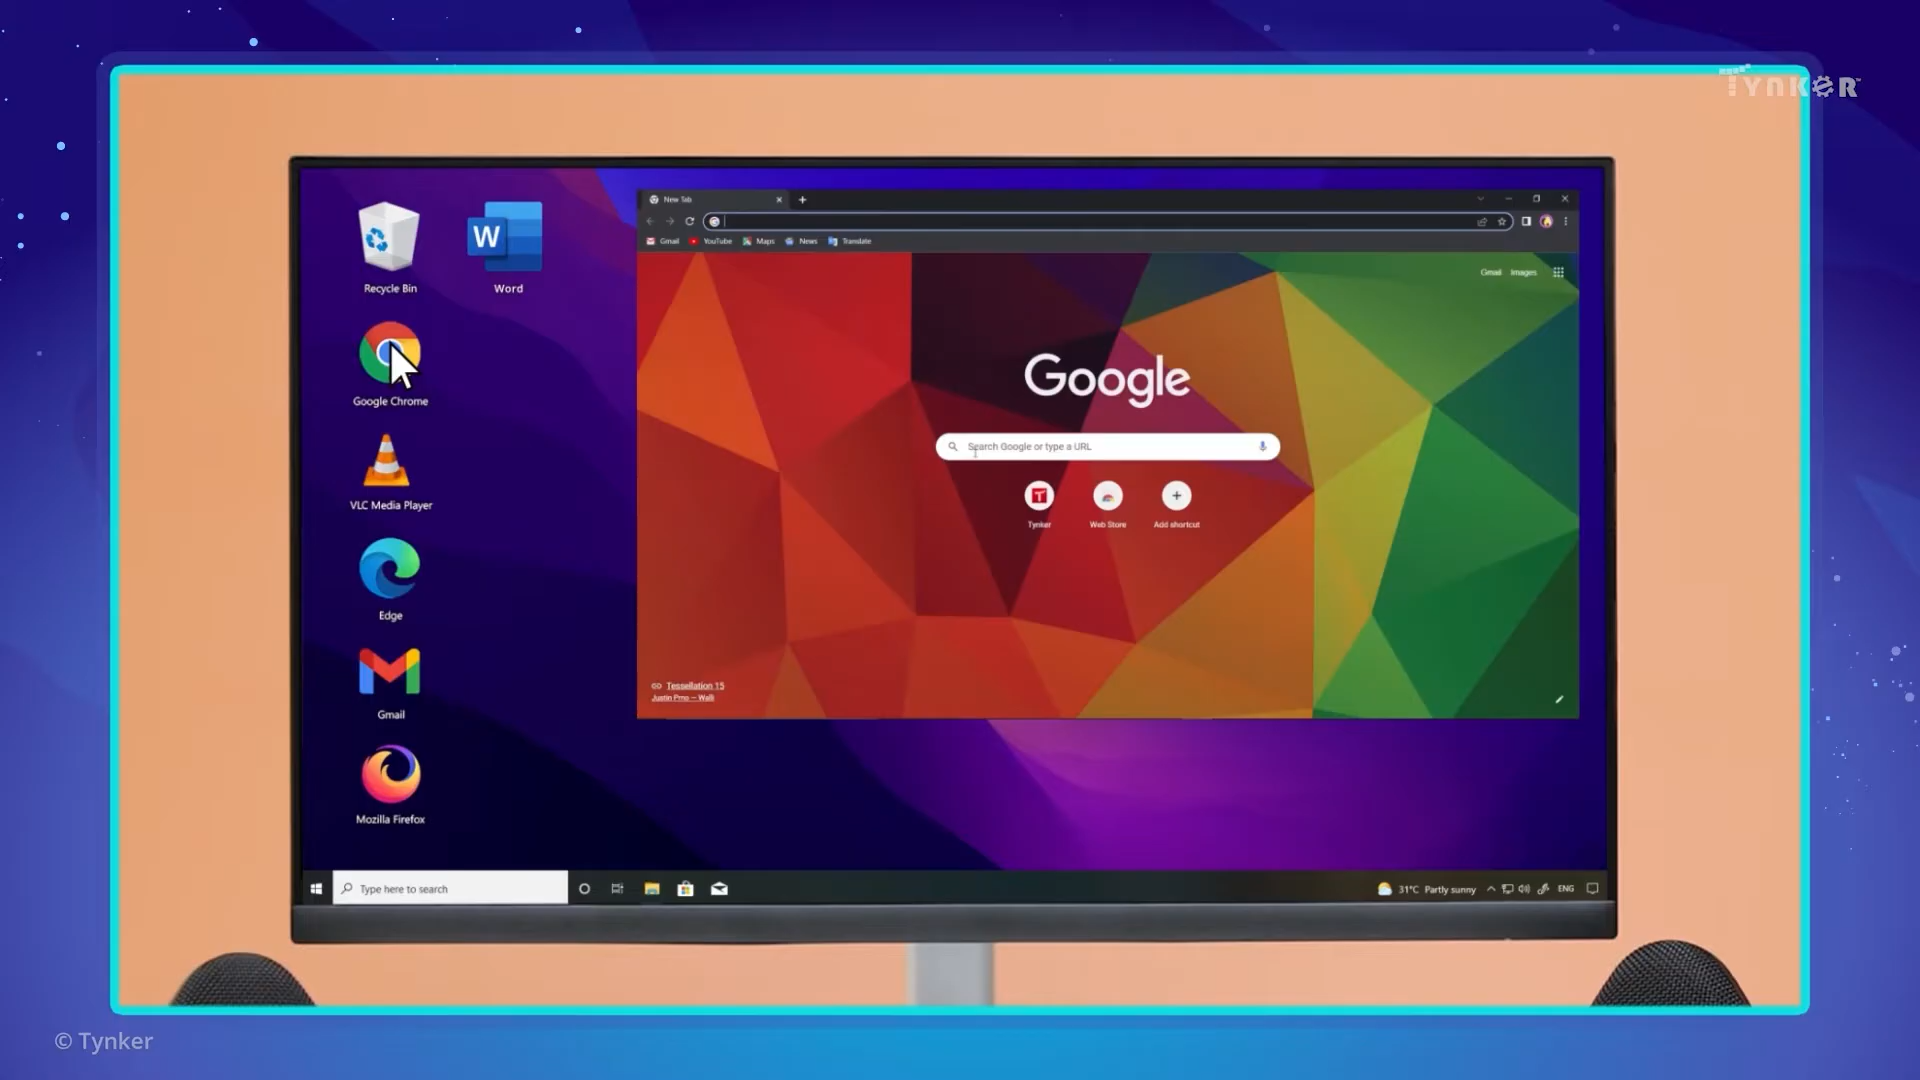 TYNKER
New Tab
Gmail YouTube Maps News Translate
Gmail Images
Google
Search Google or type a URL
Tynker Web Store Add shortcut
Tessellation 15
Recycle Bin
W
Word
Google Chrome
VLC Media Player
Edge
Gmail
Mozilla Firefox
Type here to search
31°C Partly sunny
ENG
© Tynker